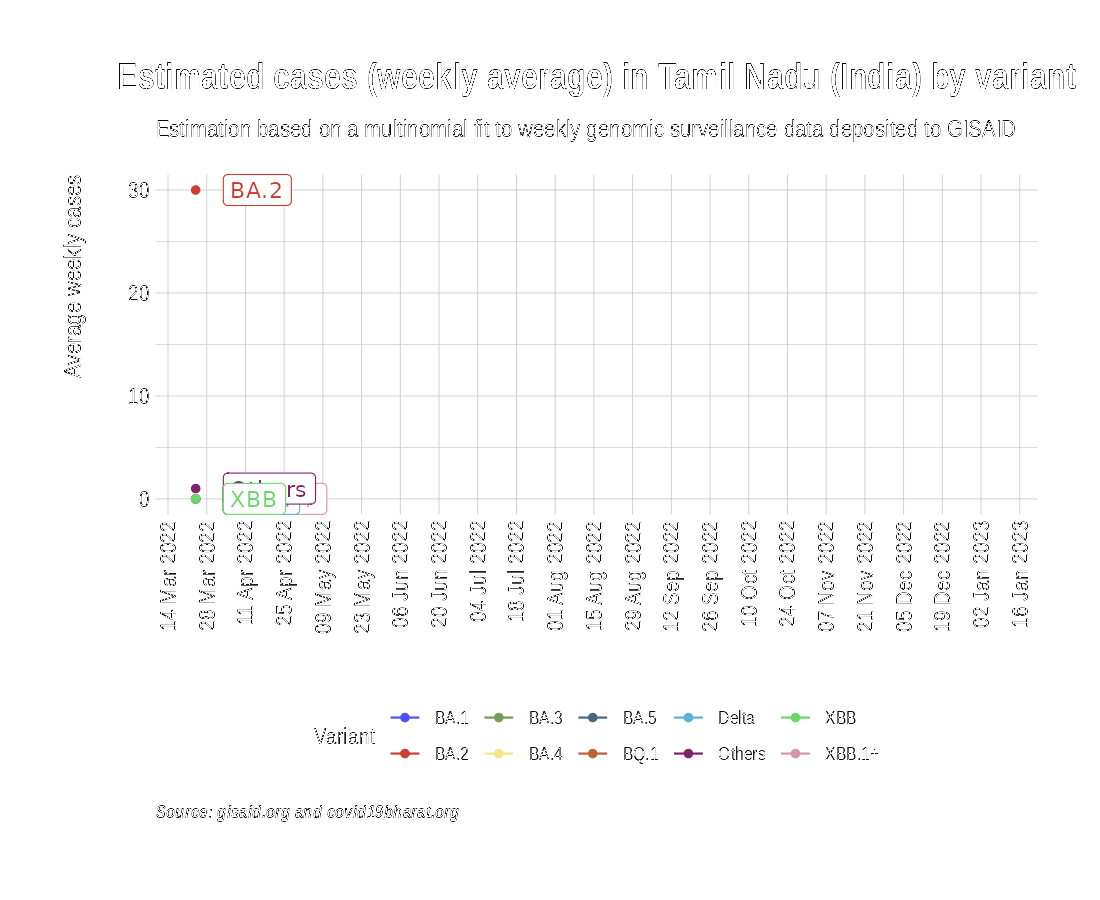 Estimated cases (weekly average) in Tamil Nadu (India) by variant
Estimation based on a multinomial fit to weekly genomic surveillance data deposited to GISAID
Average weekly cases
30
20
10
0
BA.2
XBB
14 Mar 2022
28 Mar 2022
11 Apr 2022
25 Apr 2022
09 May 2022
23 May 2022
06 Jun 2022
20 Jun 2022
04 Jul 2022
18 Jul 2022
01 Aug 2022
15 Aug 2022
29 Aug 2022
12 Sep 2022
26 Sep 2022
10 Oct 2022
24 Oct 2022
07 Nov 2022
21 Nov 2022
05 Dec 2022
19 Dec 2022
02 Jan 2023
16 Jan 2023
Variant
BA.1 BA.3 BA.5 Delta XBB
BA.2 BA.4 BQ.1 Others XBB.1+
Source: gisaid.org and covid19bharat.org